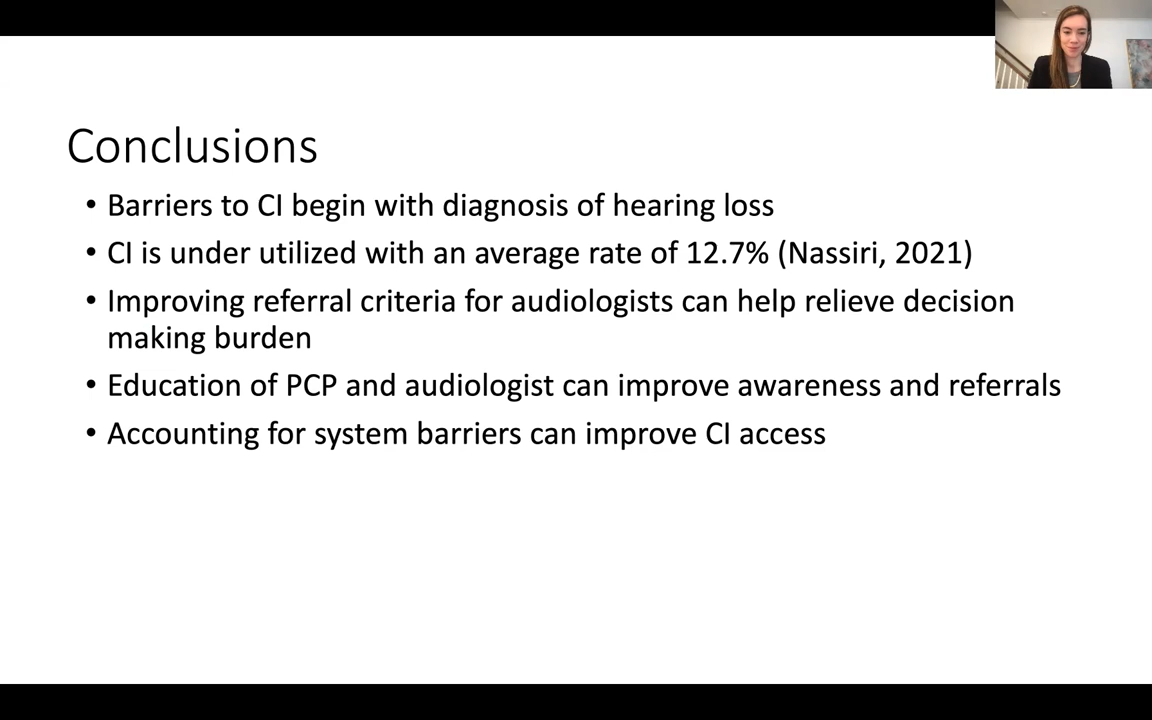 Conclusions
• Barriers to CI begin with diagnosis of hearing loss
• CI is under utilized with an average rate of 12.7% (Nassiri, 2021)
• Improving referral criteria for audiologists can help relieve decision
making burden
• Education of PCP and audiologist can improve awareness and referrals
• Accounting for system barriers can improve CI access